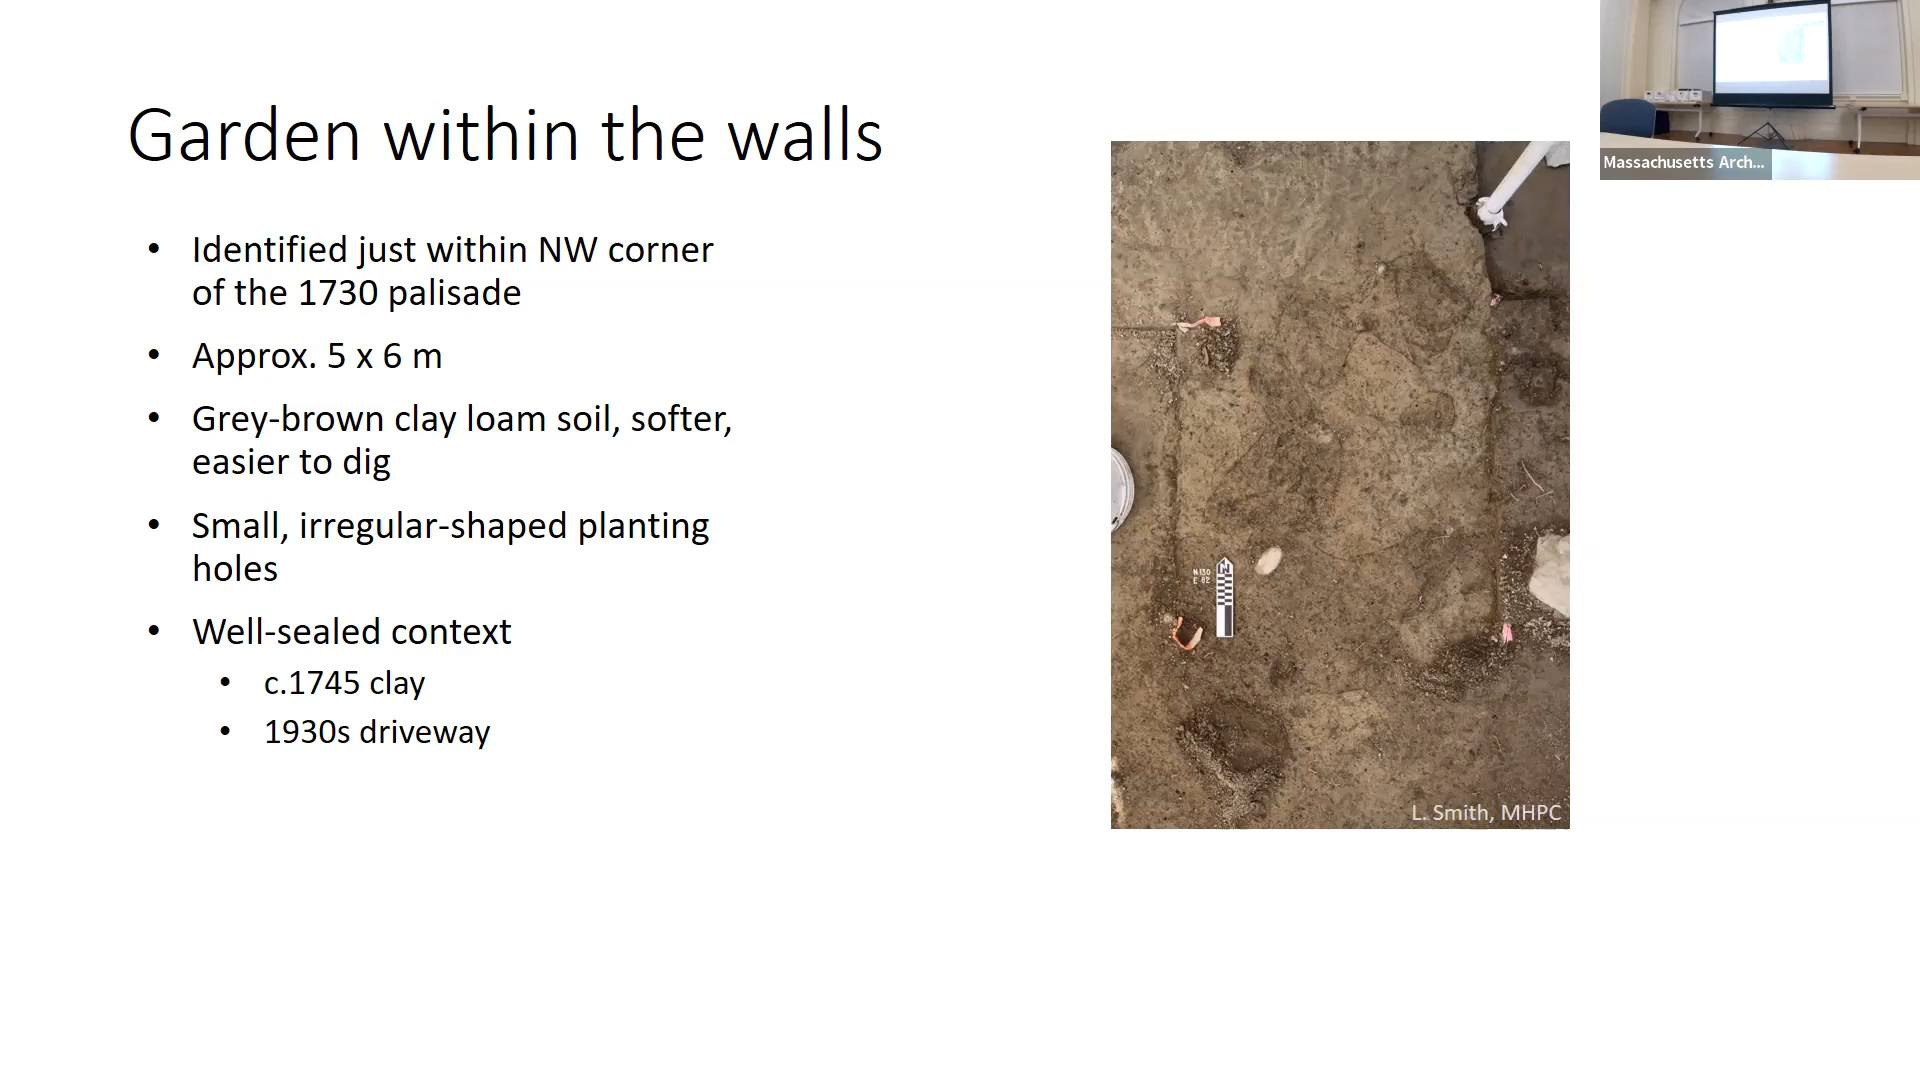 Garden within the walls
• Identified just within NW corner
of the 1730 palisade
• Approx. 5 x 6 m
• Grey-brown clay loam soil, softer,
easier to dig
• Small, irregular-shaped planting
holes
• Well-sealed context
• c.1745 clay
• 1930s driveway
N130
E 62
N
L. Smith, MHPC
Massachusetts Arch...